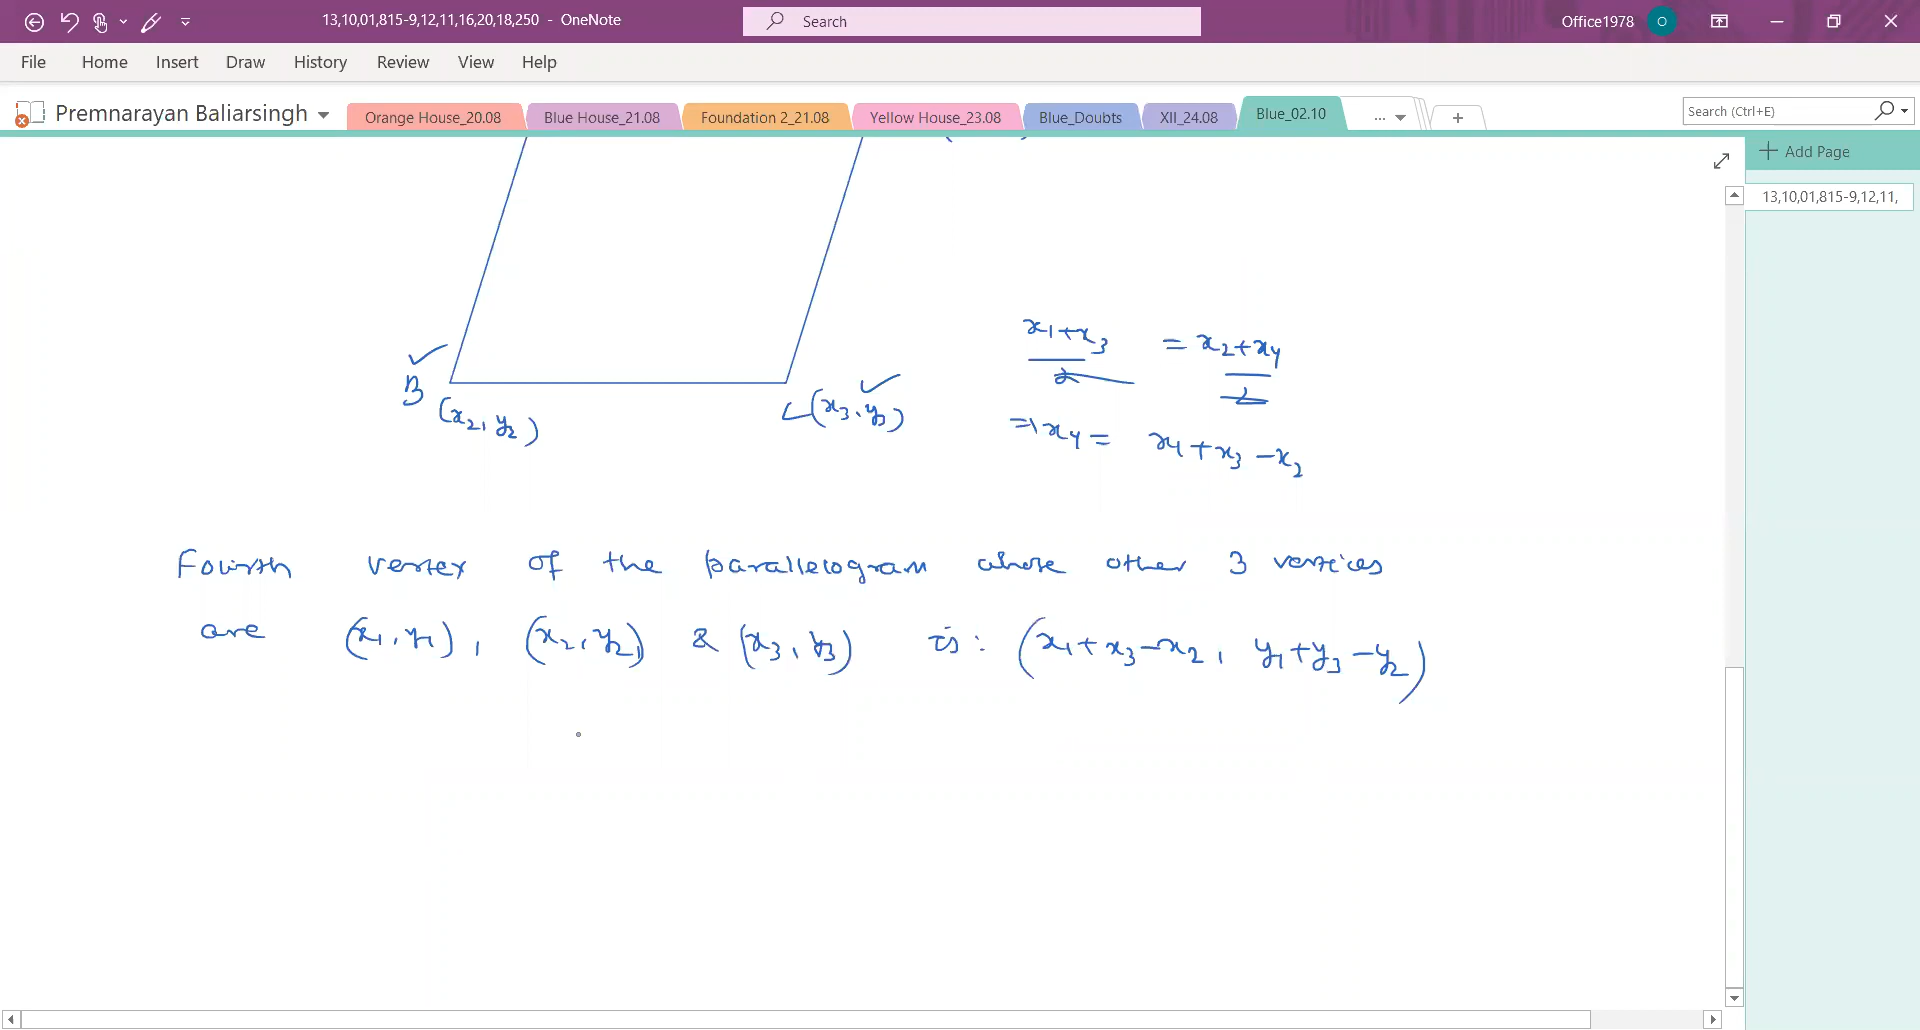 13,10,01,815-9,12,11,16,20,18,250 - OneNote
Search
Office1978
O
File Home Insert Draw History Review View Help
Premnarayan Baliarsingh
Orange House_20.08
Blue House_21.08
Foundation 2_21.08
Yellow House_23.08
Blue_Doubts
XII_24.08
Blue_02.10
...
+
Search (Ctrl+E)
+ Add Page
13,10,01,815-9,12,11,
B
(x₂, y₂)
C(x₃, y₃)
(x₁+x₃)/2 = (x₂+x₄)/2
⇒ x₄ = x₁+x₃-x₂
Fourth vertex of the parallelogram whose other 3 vertices
are (x₁, y₁), (x₂, y₂) & (x₃, y₃) is: (x₁+x₃-x₂, y₁+y₃-y₂)